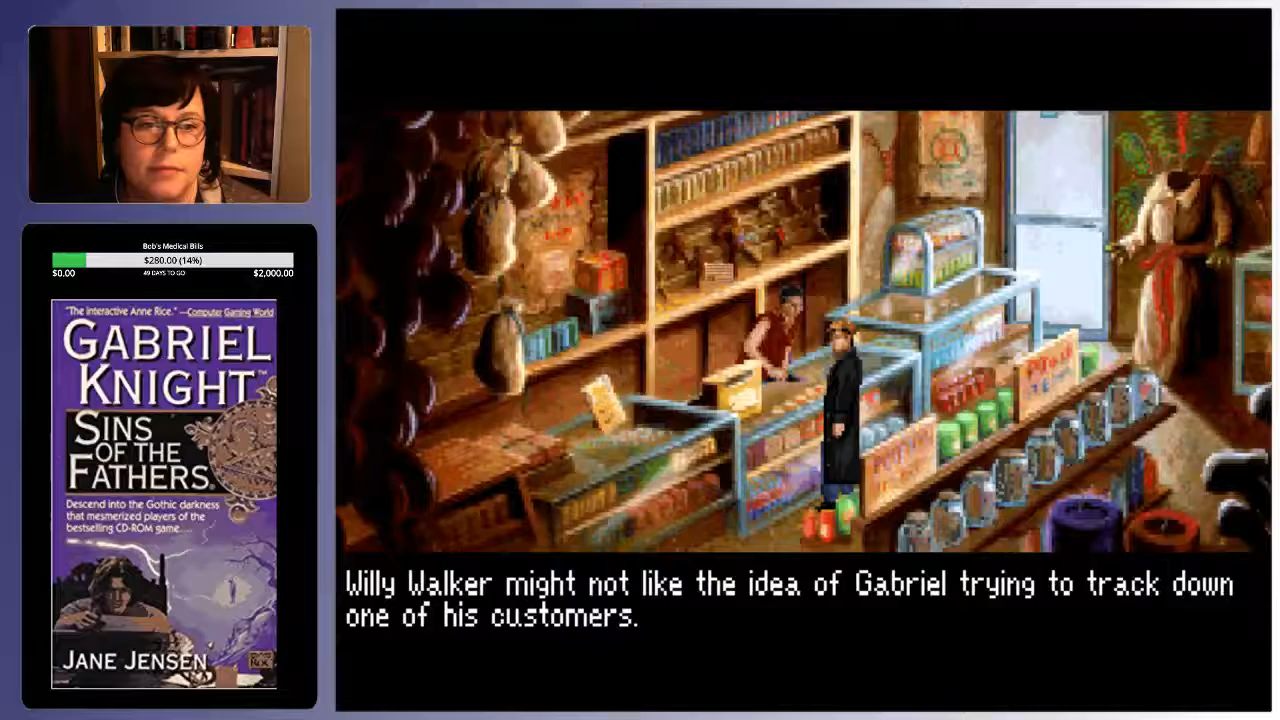 Bob's Medical Bills
$280.00 (14%)
$0.00
49 DAYS TO GO
$2,000.00
"The Interactive Anne Rice." —Computer Gaming World
GABRIEL
KNIGHT™
SINS
OF THE
FATHERS®
Descend into the Gothic darkness
that mesmerized players of the
bestselling CD-ROM game....
JANE JENSEN
ROC
Willy Walker might not like the idea of Gabriel trying to track down
one of his customers.